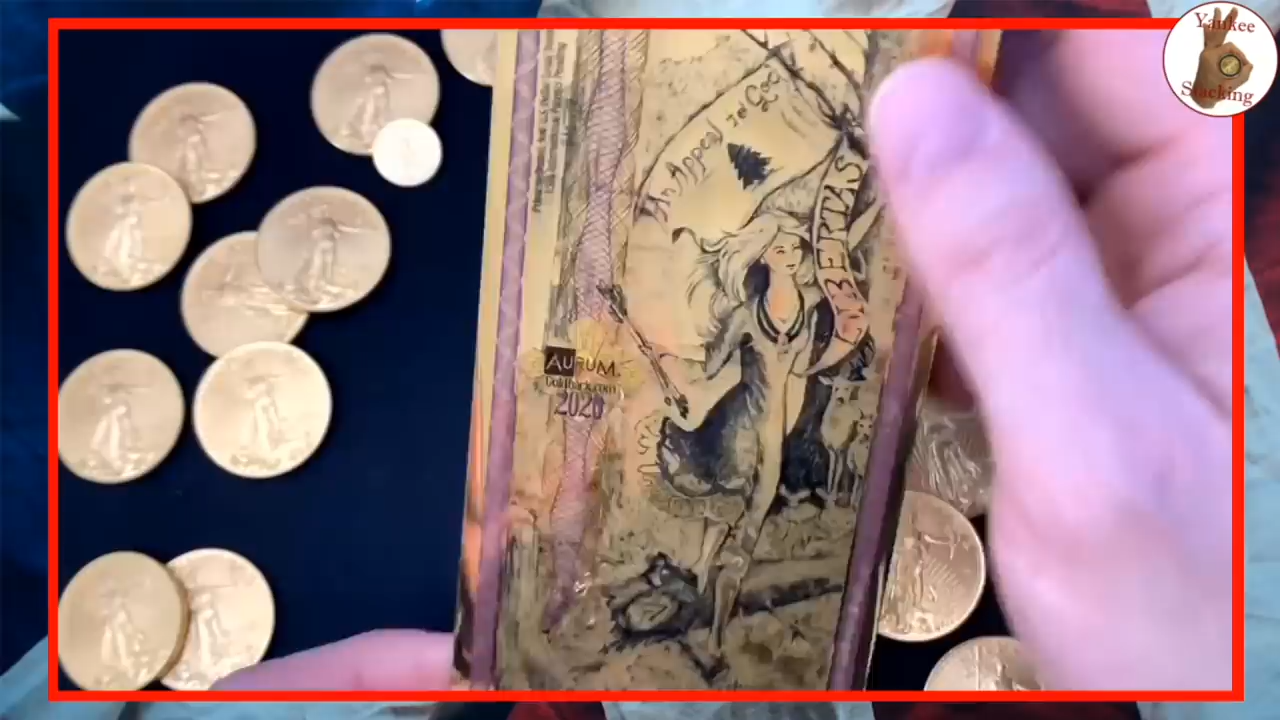 Yankee
Stacking
An Appeal to God
LIBERTAS
AURUM
Goldback.com
2020